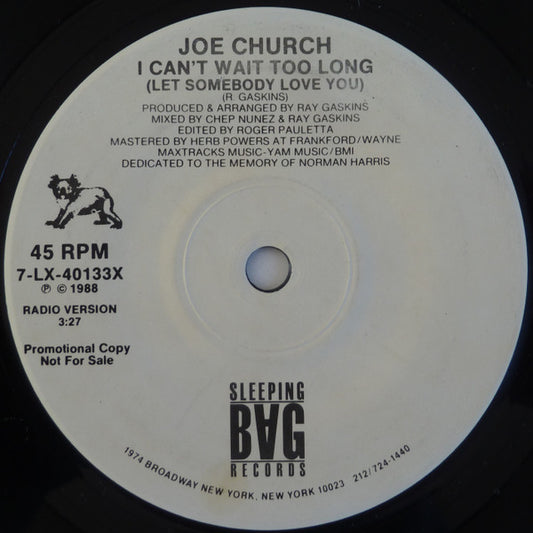 JOE CHURCH
I CAN'T WAIT TOO LONG
(LET SOMEBODY LOVE YOU)
(R. GASKINS)
PRODUCED & ARRANGED BY RAY GASKINS
MIXED BY CHEP NUNEZ & RAY GASKINS
EDITED BY ROGER PAULETTA
MASTERED BY HERB POWERS AT FRANKFORD/WAYNE
MAXTRACKS MUSIC-YAM MUSIC/BMI
DEDICATED TO THE MEMORY OF NORMAN HARRIS
45 RPM
7-LX-40133X
℗ © 1988
RADIO VERSION
3:27
Promotional Copy
Not For Sale
SLEEPING
BAG
RECORDS
1974 BROADWAY NEW YORK, NEW YORK 10023 212/724-1440